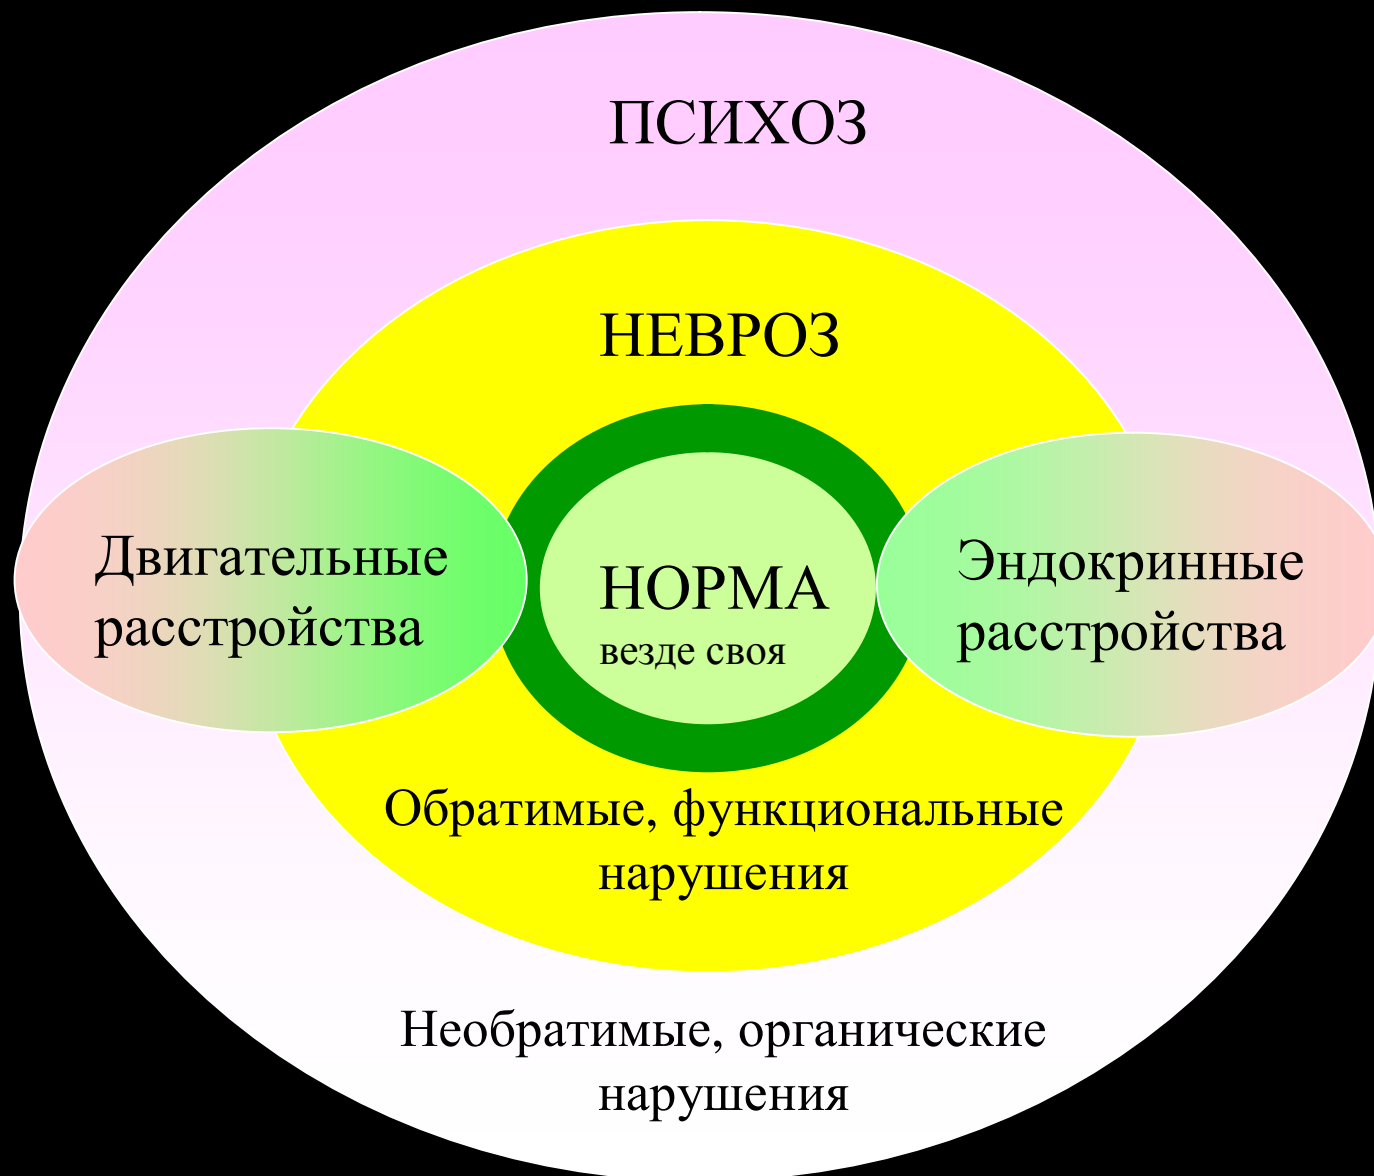 ПСИХОЗ
НЕВРОЗ
Двигательные
расстройства
НОРМА
везде своя
Эндокринные
расстройства
Обратимые, функциональные
нарушения
Необратимые, органические
нарушения